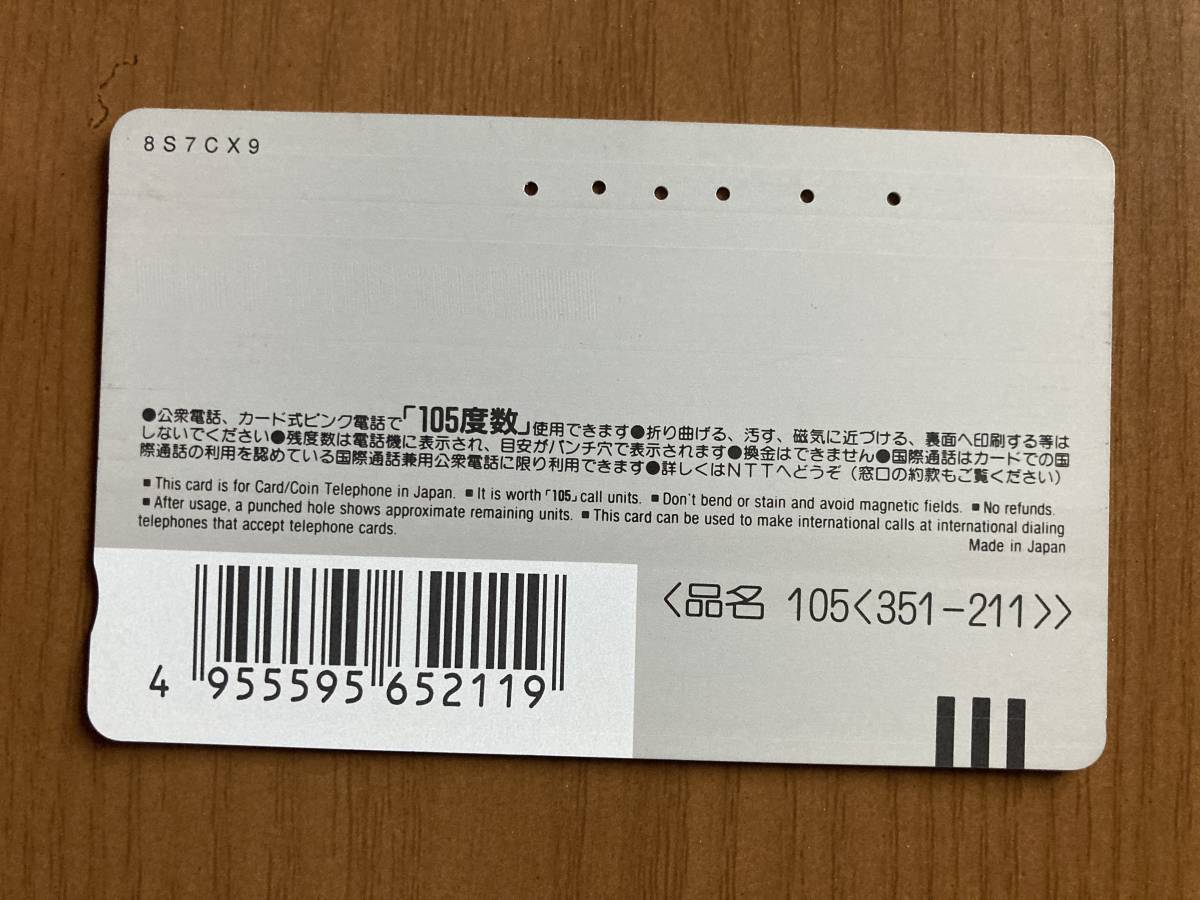 8S7CX9
●公衆電話、カード式ピンク電話で「105度数」使用できます●折り曲げる、汚す、磁気に近づける、裏面へ印刷する等は
しないでください●残度数は電話機に表示され、目安がパンチ穴で表示されます●換金はできません●国際通話はカードでの国
際通話の利用を認めている国際通話兼用公衆電話に限り利用できます●詳しくはNTTへどうぞ(窓口の約款もご覧ください)
■ This card is for Card/Coin Telephone in Japan. ■ It is worth「105」call units. ■ Don't bend or stain and avoid magnetic fields. ■ No refunds.
■ After usage, a punched hole shows approximate remaining units. ■ This card can be used to make international calls at international dialing
telephones that accept telephone cards.
Made in Japan
<品名 105<351-211>>
4 955595 652119